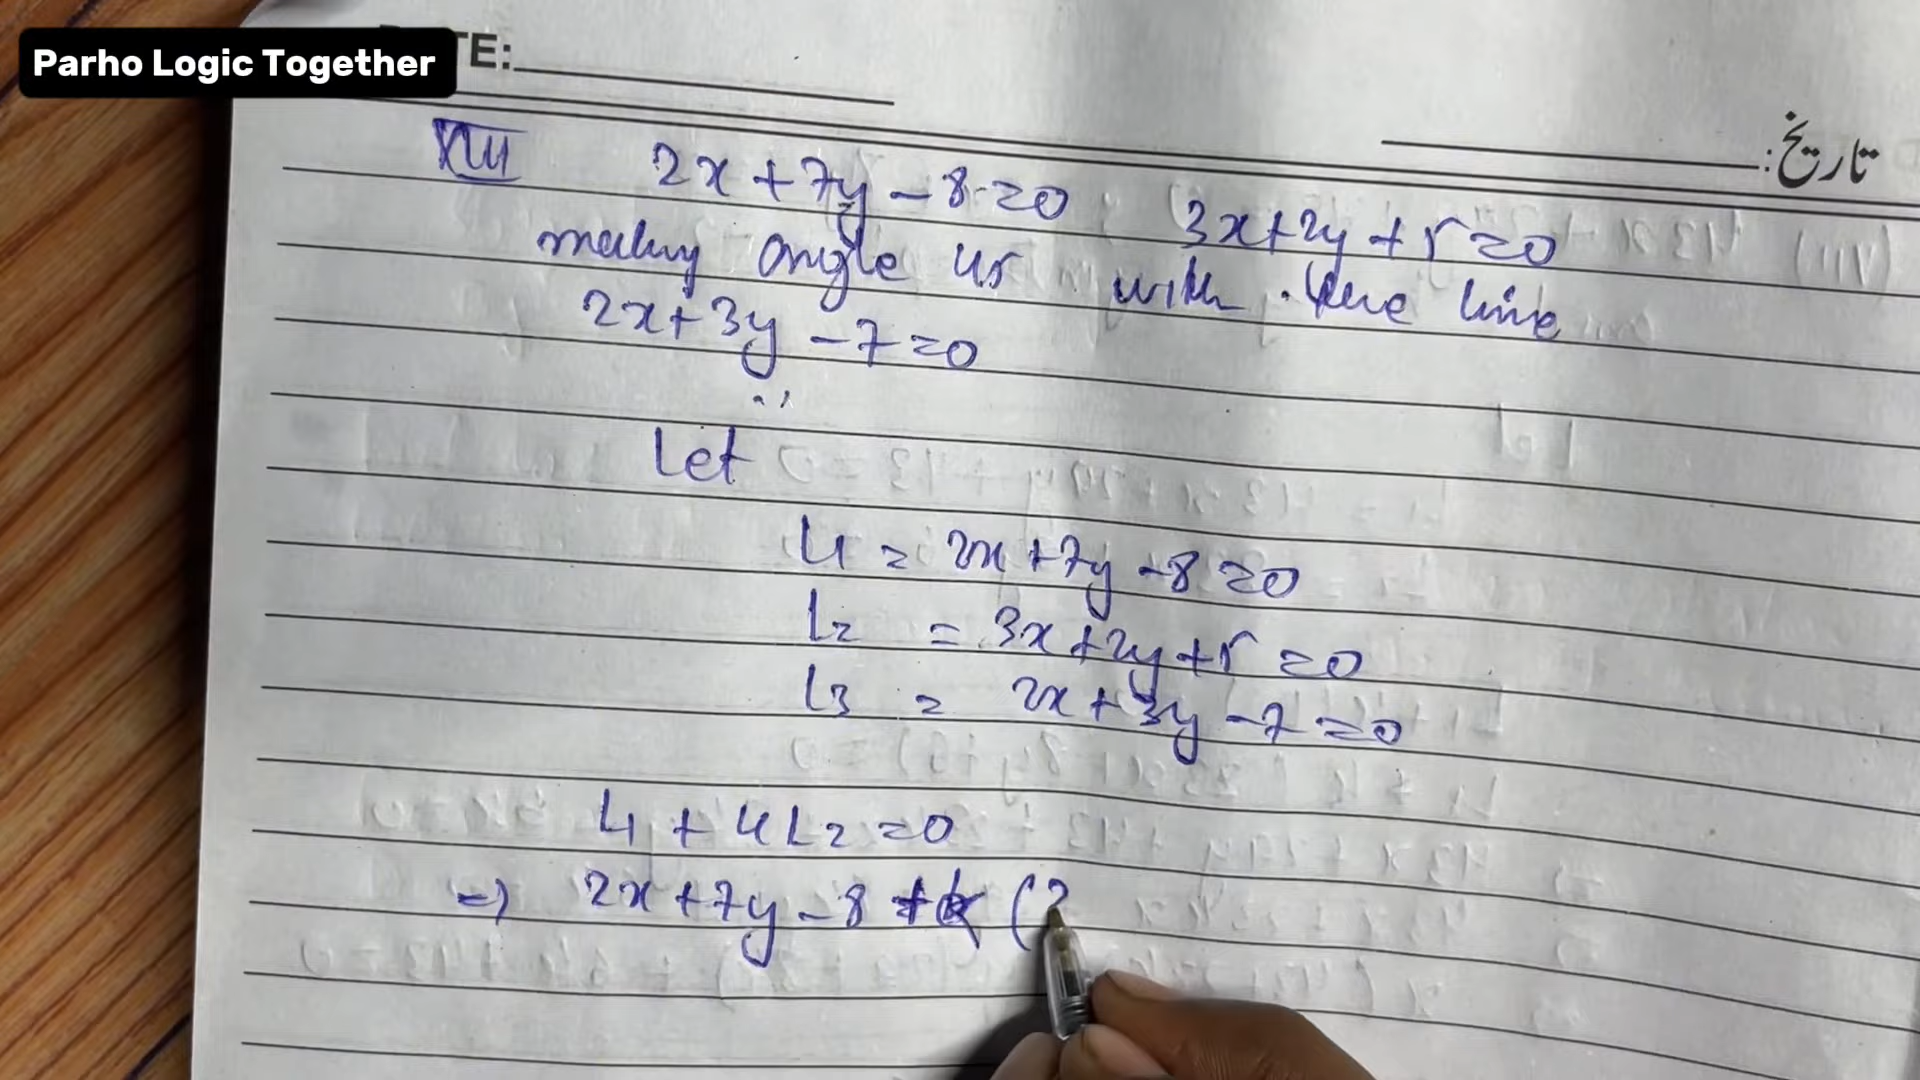 Parho Logic Together
TE:
تاریخ:
XIII 2x+7y-8=0 ; 3x+2y+5=0
making angle 45 with the line
2x+3y-7=0
Let
L1 = 2x+7y-8=0
L2 = 3x+2y+5=0
L3 = 2x+3y-7=0
L1 + kL2 =0
=> 2x+7y-8+k(3